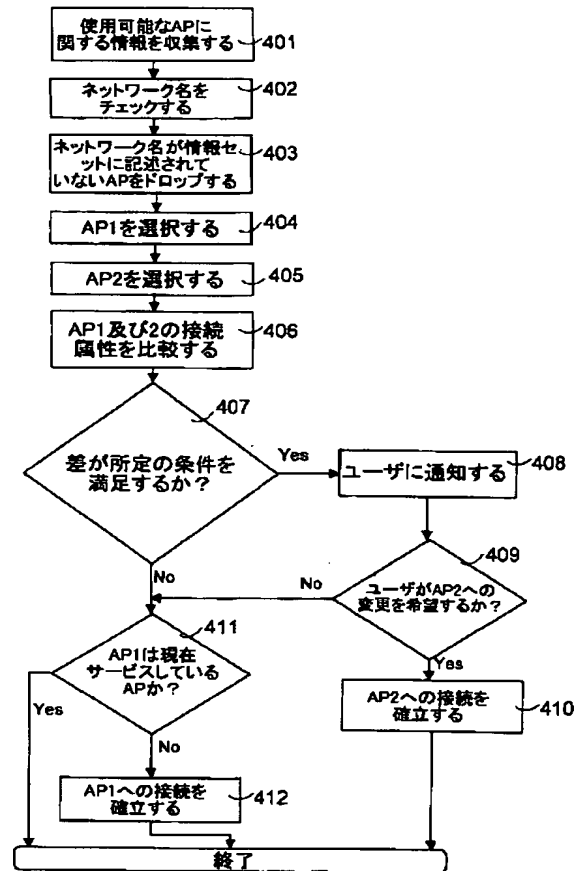 使用可能なAPに
関する情報を収集する
401
ネットワーク名を
チェックする
402
ネットワーク名が情報セ
ットに記述されて
いないAPをドロップする
403
AP1を選択する
404
AP2を選択する
405
AP1及び2の接続
属性を比較する
406
407
差が所定の条件を
満足するか?
Yes
No
ユーザに通知する
408
409
ユーザがAP2への
変更を希望するか?
No
Yes
AP2への接続を
確立する
410
411
AP1は現在
サービスしている
APか?
Yes
No
AP1への接続を
確立する
412
終了